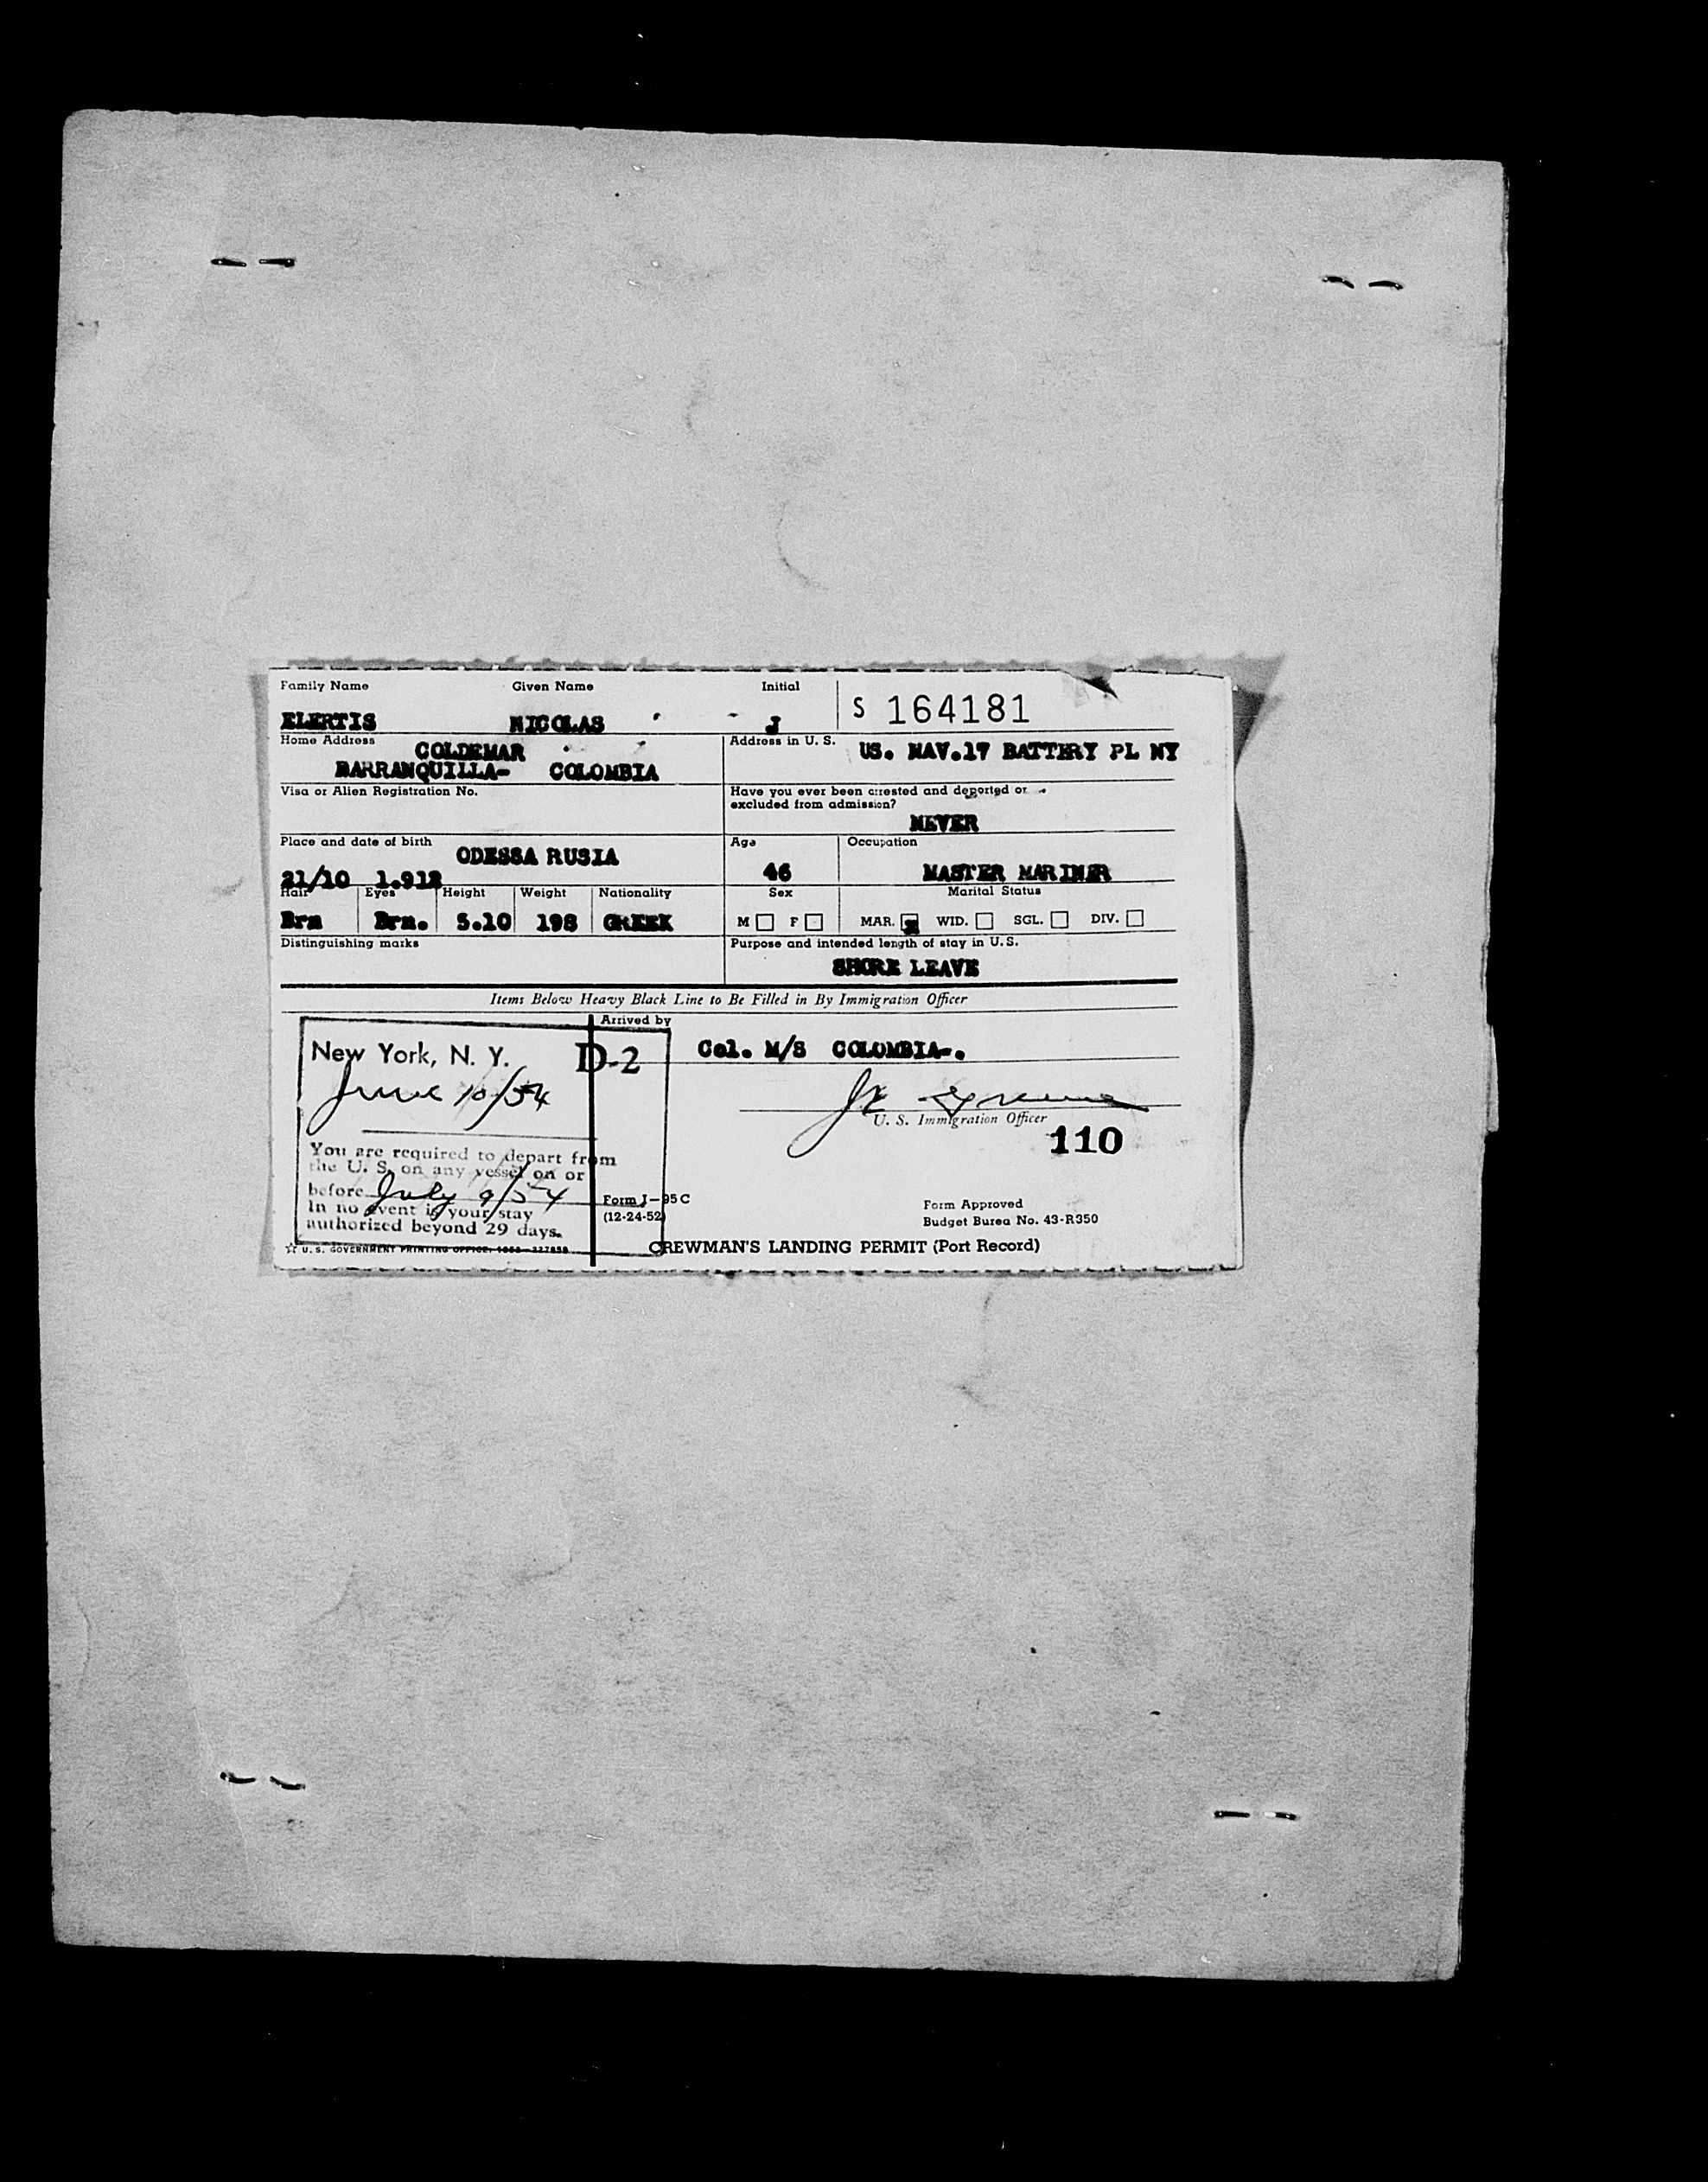 Family Name Given Name Initial
ELERTIS NICOLAS J S 164181
Home Address Address in U. S.
COLDEMAR US. NAV.17 BATTERY PL NY
BARRANQUILLA- COLOMBIA
Visa or Alien Registration No. Have you ever been arrested and deported or
excluded from admission?
NEVER
Place and date of birth Age Occupation
ODESSA RUSIA
21/10 1.912 46 MASTER MARINER
Hair Eyes Height Weight Nationality Sex Marital Status
Brn Brn. 5.10 198 GREEK M F MAR. WID. SGL. DIV.
Distinguishing marks Purpose and intended length of stay in U.S.
SHORE LEAVE
Items Below Heavy Black Line to Be Filled in By Immigration Officer
Arrived by
New York, N. Y. D-2 Col. M/S COLOMBIA-.
June 10/54
U. S. Immigration Officer
110
You are required to depart from
the U. S. on any vessel on or
before July 9/54
In no event is your stay
authorized beyond 29 days.
Form I-95C
(12-24-52)
Form Approved
Budget Bureau No. 43-R350
☆ U. S. GOVERNMENT PRINTING OFFICE:
CREWMAN'S LANDING PERMIT (Port Record)